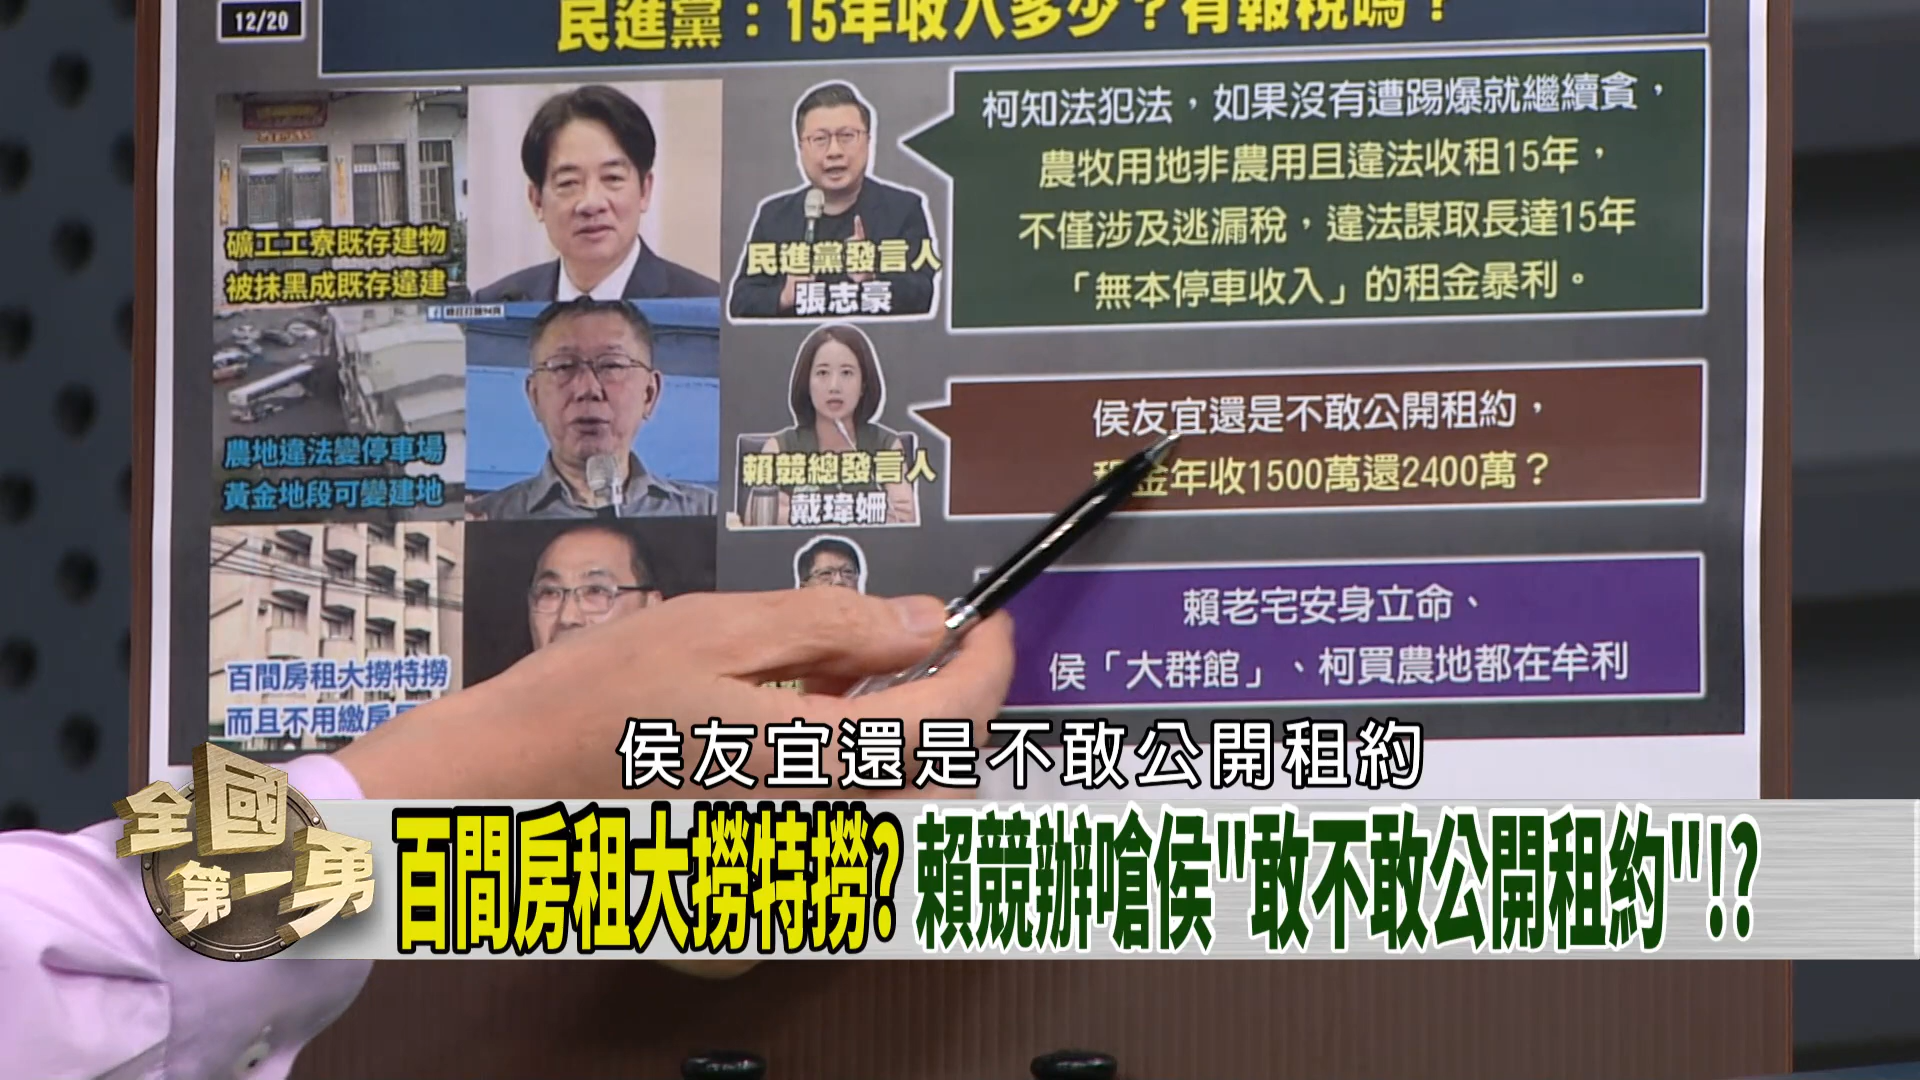 12/20
民進黨：15年收入多少？有報稅嗎？
柯知法犯法，如果沒有遭踢爆就繼續貪，
農牧用地非農用且違法收租15年，
不僅涉及逃漏稅，違法謀取長達15年
「無本停車收入」的租金暴利。
礦工工寮既存建物
被抹黑成既存違建
民進黨發言人
張志豪
侯友宜還是不敢公開租約，
租金年收1500萬還2400萬？
農地違法變停車場
黃金地段可變建地
賴競總發言人
戴瑋姍
賴老宅安身立命、
侯「大群館」、柯買農地都在牟利
百間房租大撈特撈
而且不用繳房
侯友宜還是不敢公開租約
全國第一勇
百間房租大撈特撈? 賴競辦嗆侯"敢不敢公開租約"!?